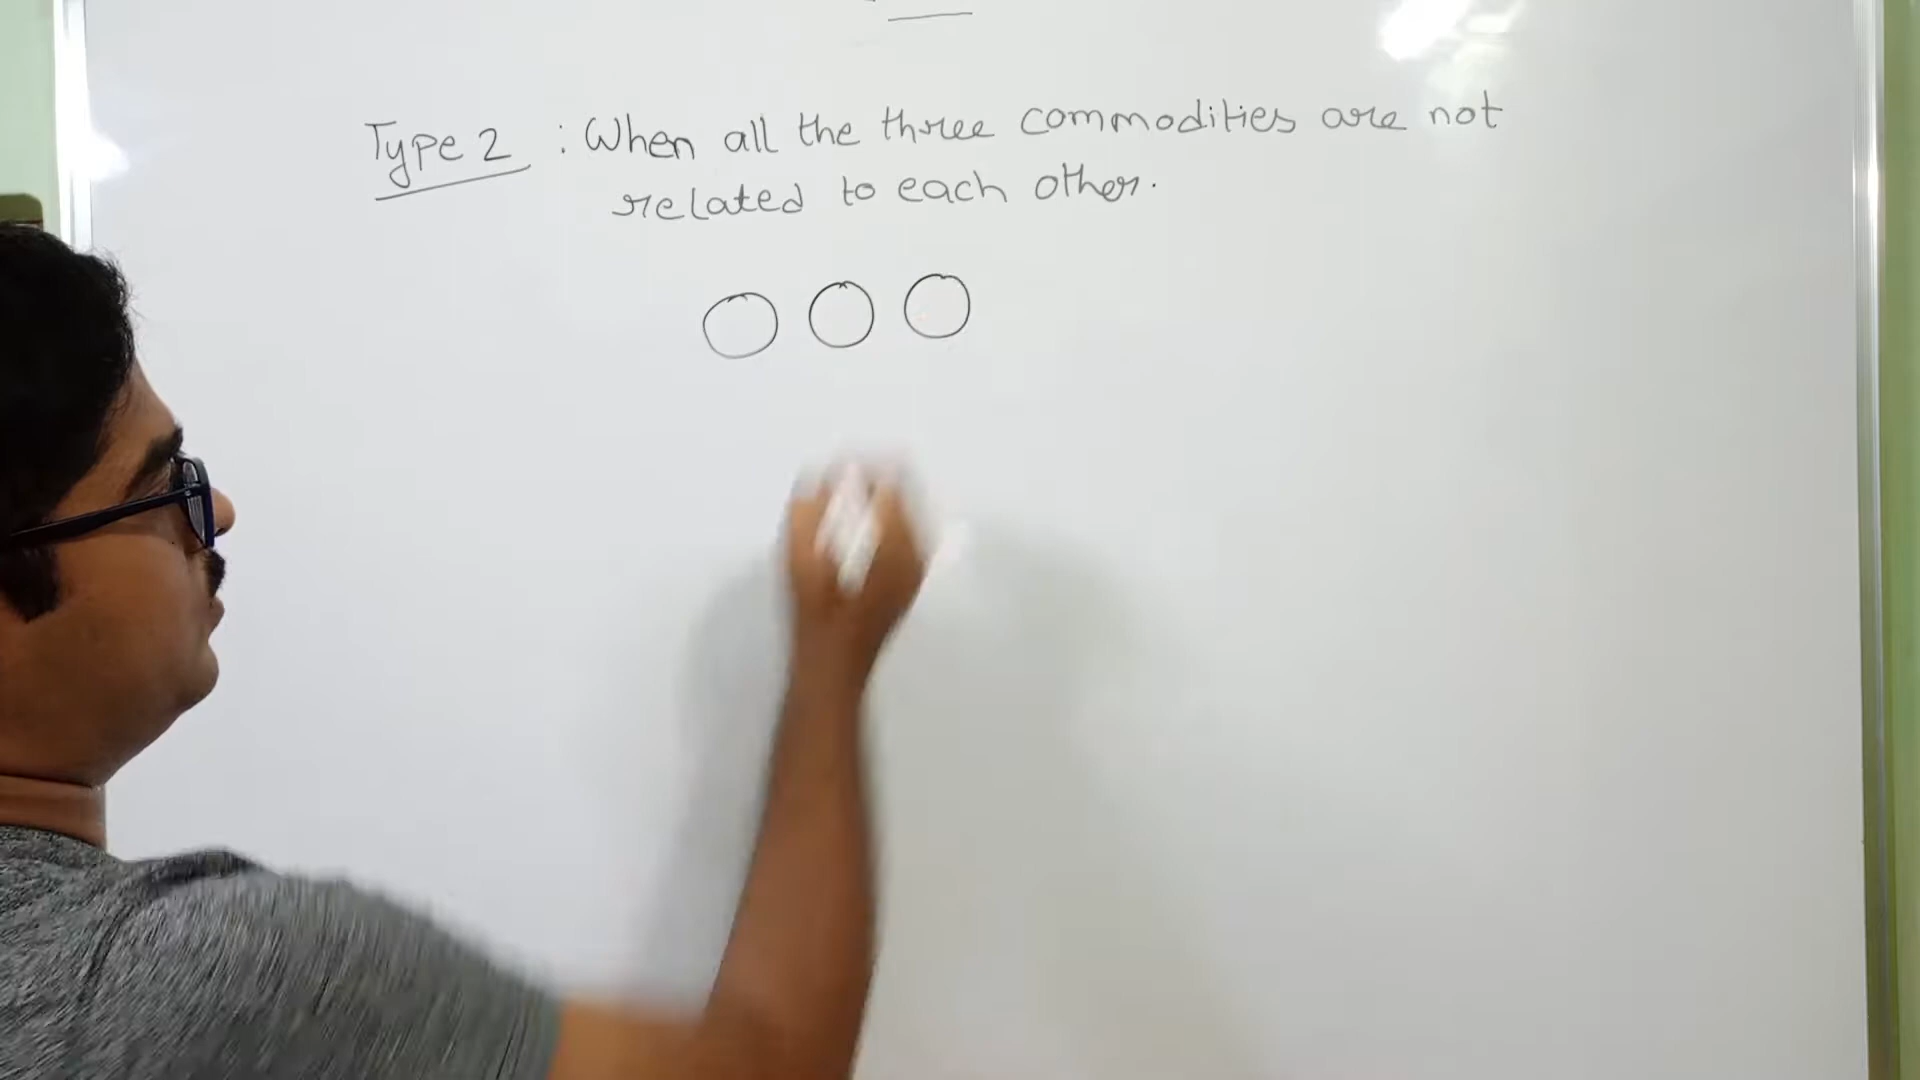 Type 2 : When all the three commodities are not
related to each other.